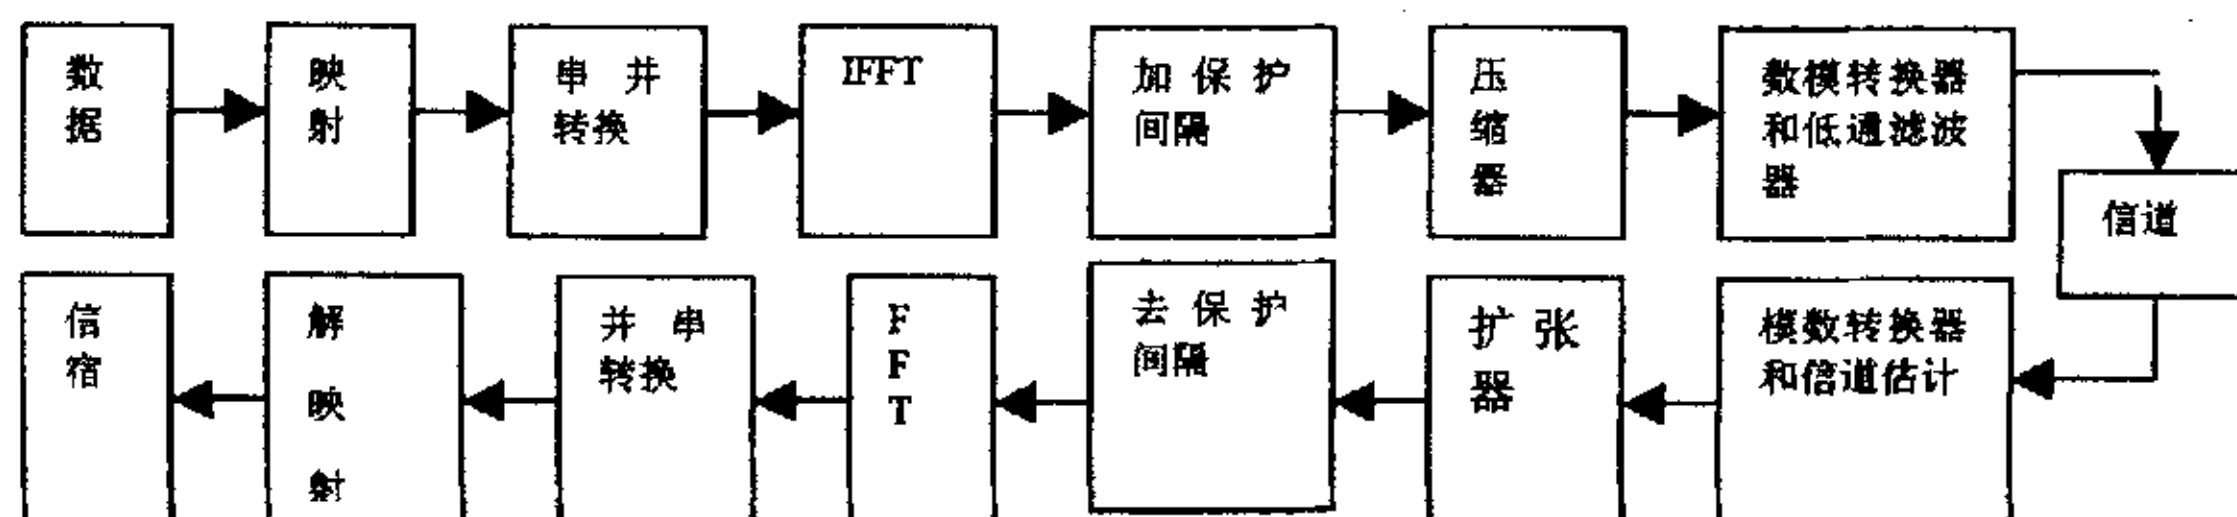 数
据
映
射
串 并
转换
IFFT
加 保 护
间隔
压
缩
器
数模转换器
和低通滤波
器
信道
信
宿
解
映
射
并 串
转换
F
F
T
去 保 护
间隔
扩 张
器
模数转换器
和信道估计